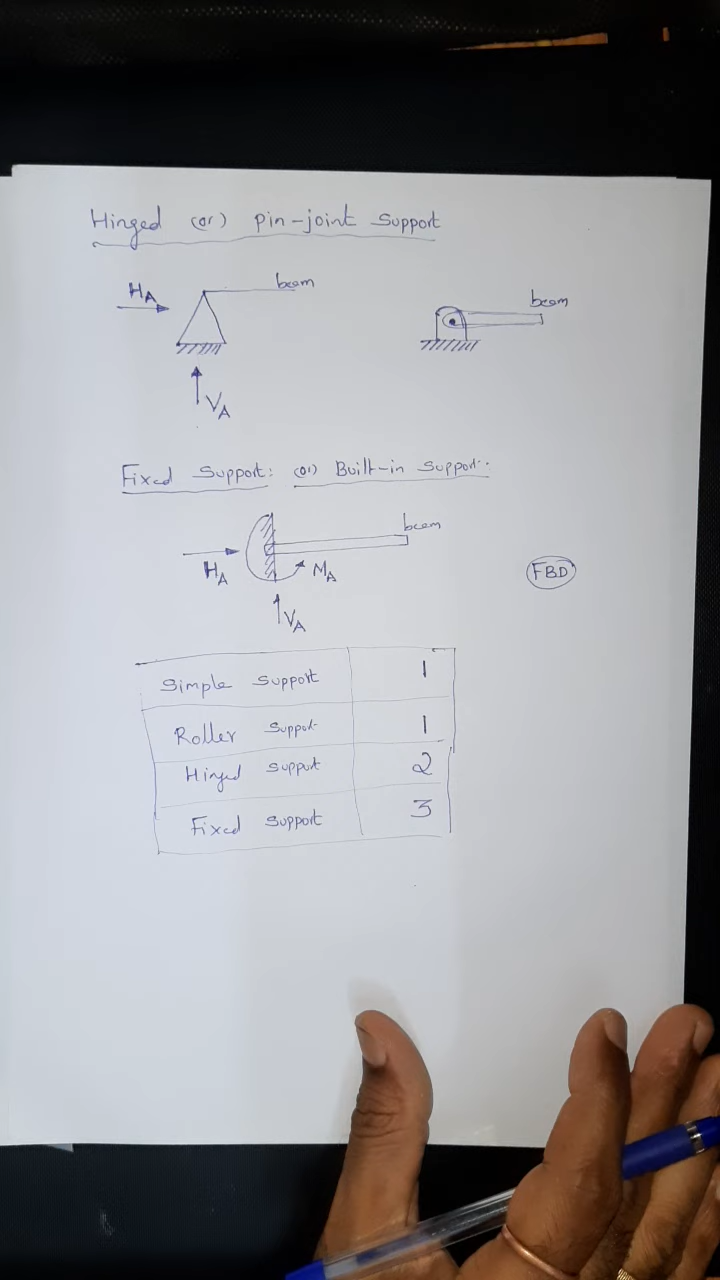 Hinged (or) Pin-joint Support
HA
beam
beam
VA
Fixed Support: (or) Built-in Support:
beam
HA
MA
FBD
VA
Simple Support 1
Roller Support 1
Hinged Support 2
Fixed Support 3